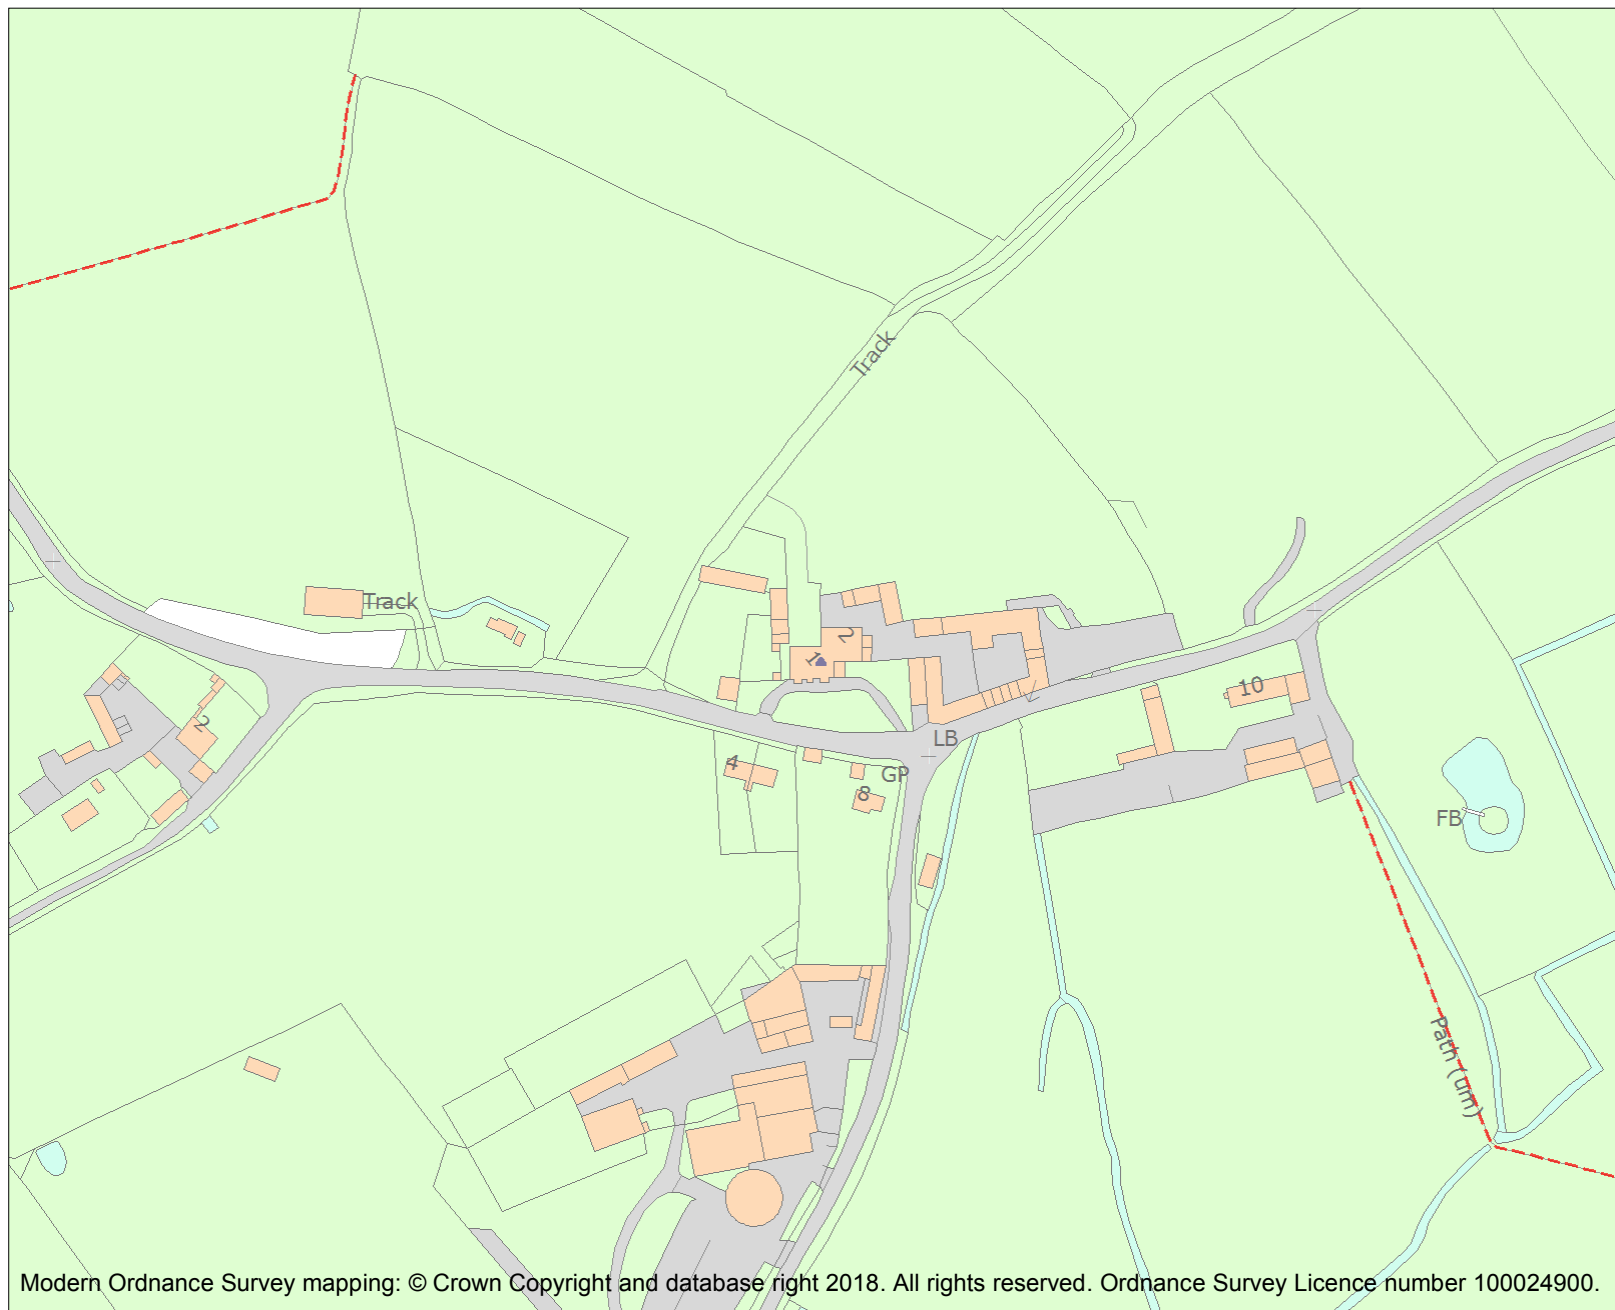 Track
Track
2
1
2
10
LB
4
GP
8
FB
Path (um)
Modern Ordnance Survey mapping: © Crown Copyright and database right 2018. All rights reserved. Ordnance Survey Licence number 100024900.